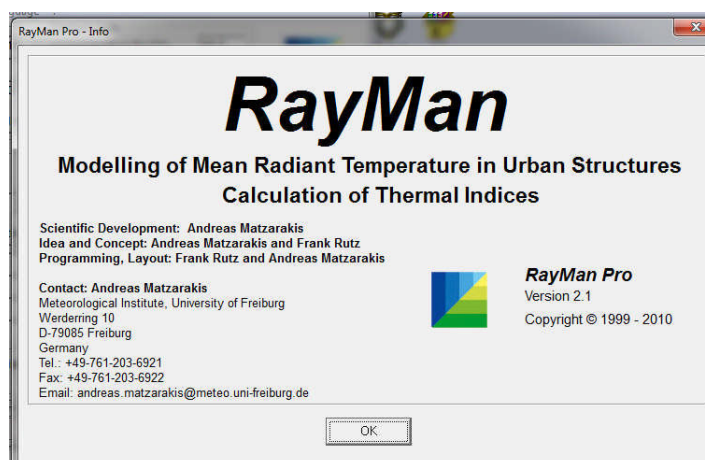 RayMan Pro - Info
RayMan
Modelling of Mean Radiant Temperature in Urban Structures
Calculation of Thermal Indices
Scientific Development: Andreas Matzarakis
Idea and Concept: Andreas Matzarakis and Frank Rutz
Programming, Layout: Frank Rutz and Andreas Matzarakis
Contact: Andreas Matzarakis
Meteorological Institute, University of Freiburg
Werderring 10
D-79085 Freiburg
Germany
Tel.: +49-761-203-6921
Fax: +49-761-203-6922
Email: andreas.matzarakis@meteo.uni-freiburg.de
RayMan Pro
Version 2.1
Copyright © 1999 - 2010
OK